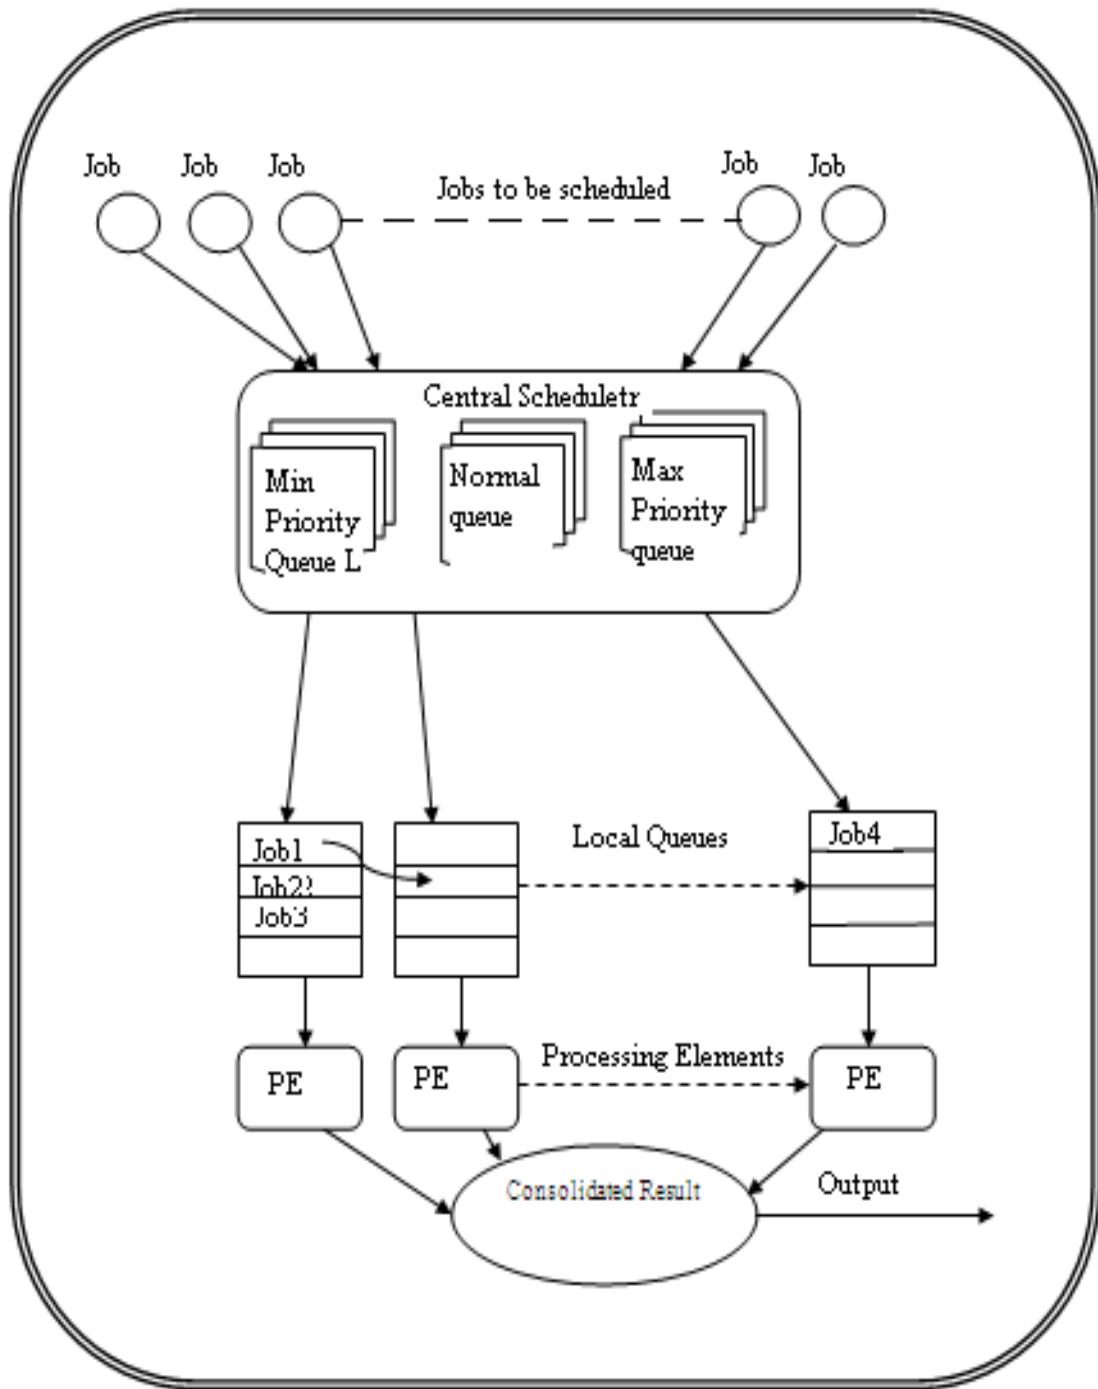 Job
Job
Job
Job
Job
Jobs to be scheduled
Central Scheduletr
Min
Priority
Queue L
Normal
queue
Max
Priority
queue
Job1
Job2?
Job3
Local Queues
Job4
PE
PE
Processing Elements
PE
Consolidated Result
Output